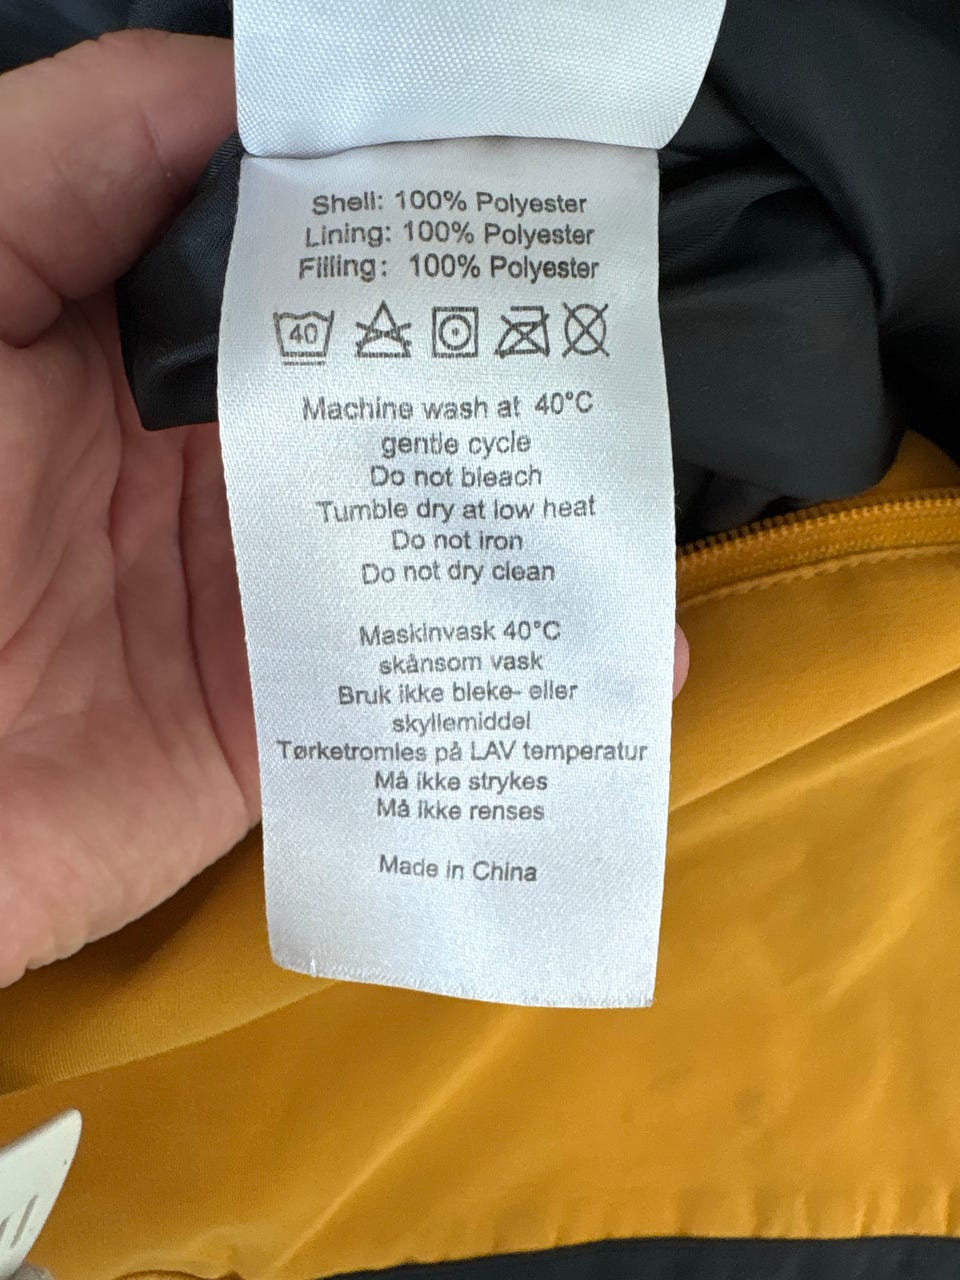 Shell: 100% Polyester
Lining: 100% Polyester
Filling: 100% Polyester
40
Machine wash at 40°C
gentle cycle
Do not bleach
Tumble dry at low heat
Do not iron
Do not dry clean
Maskinvask 40°C
skånsom vask
Bruk ikke bleke- eller
skyllemiddel
Tørketromles på LAV temperatur
Må ikke strykes
Må ikke renses
Made in China